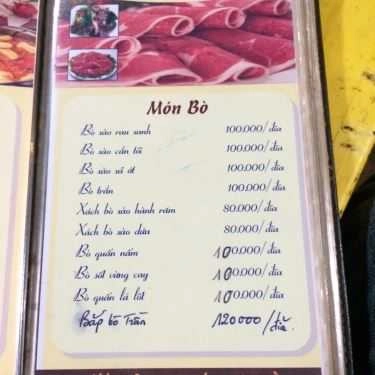 Món Bò
Bò xào rau xanh 100.000/đĩa
Bò xào cần tỏi 100.000/đĩa
Bò xào sả ớt 100.000/đĩa
Bò trần 100.000/đĩa
Xách bò xào hành răm 80.000/đĩa
Xách bò xào dứa 80.000/đĩa
Bò quấn nấm 100.000/đĩa
Bò sốt vang cay 100.000/đĩa
Bò quấn lá lốt 100.000/đĩa
Bắp bò Trần 120000/đĩa